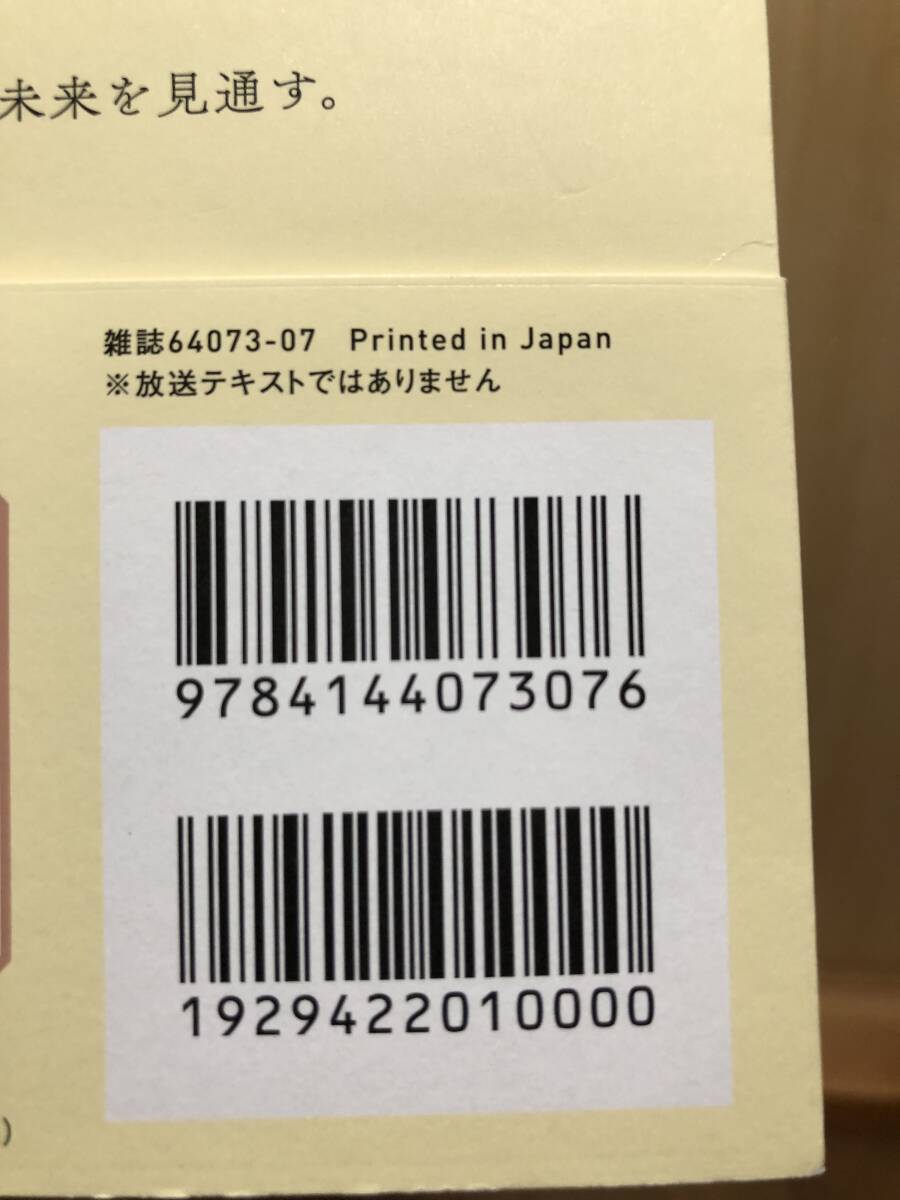 未来を見通す。
雑誌64073-07 Printed in Japan
※放送テキストではありません
9784144073076
1929422010000
)